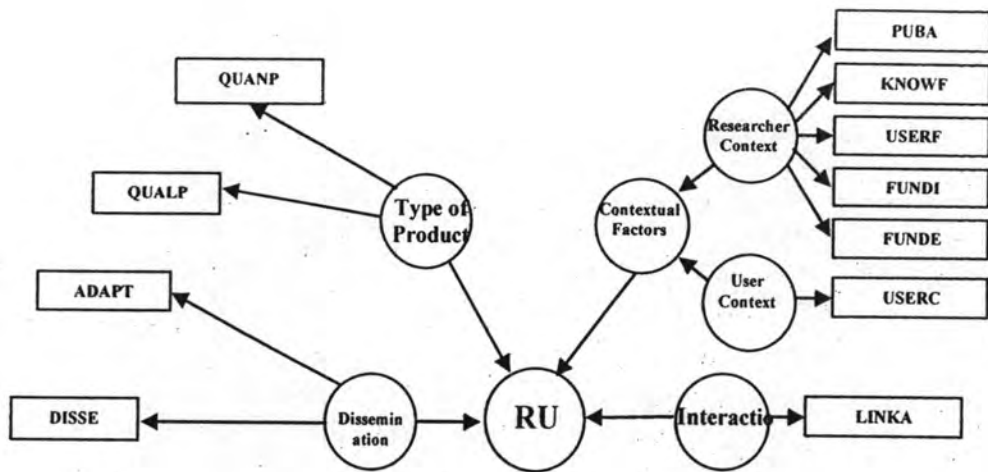 PUBA
QUANP
KNOWF
Researcher
Context
USERF
QUALP
FUNDI
Type of
Product
Contextual
Factors
FUNDE
ADAPT
User
Context
USERC
DISSE
Dissemin
ation
RU
Interactio
LINKA